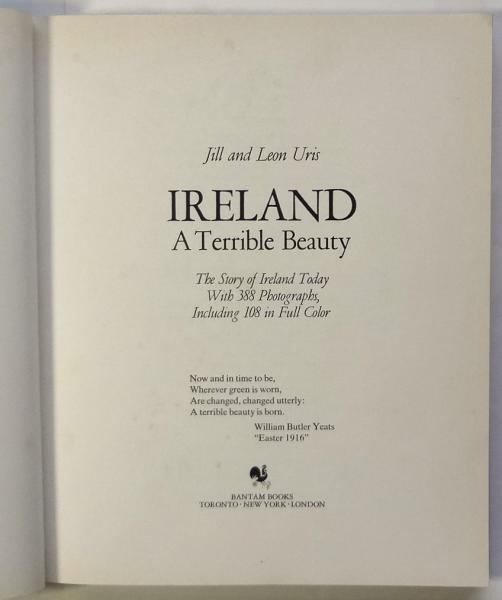 Jill and Leon Uris
IRELAND
A Terrible Beauty
The Story of Ireland Today
With 388 Photographs,
Including 108 in Full Color
Now and in time to be,
Wherever green is worn,
Are changed, changed utterly:
A terrible beauty is born.
William Butler Yeats
"Easter 1916"
BANTAM BOOKS
TORONTO · NEW YORK · LONDON